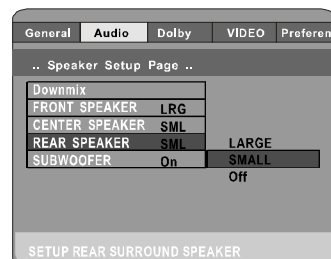 General Audio Dolby VIDEO Preferen
.. Speaker Setup Page ..
Downmix
FRONT SPEAKER LRG
CENTER SPEAKER SML
REAR SPEAKER SML LARGE
SUBWOOFER On SMALL
Off
SETUP REAR SURROUND SPEAKER